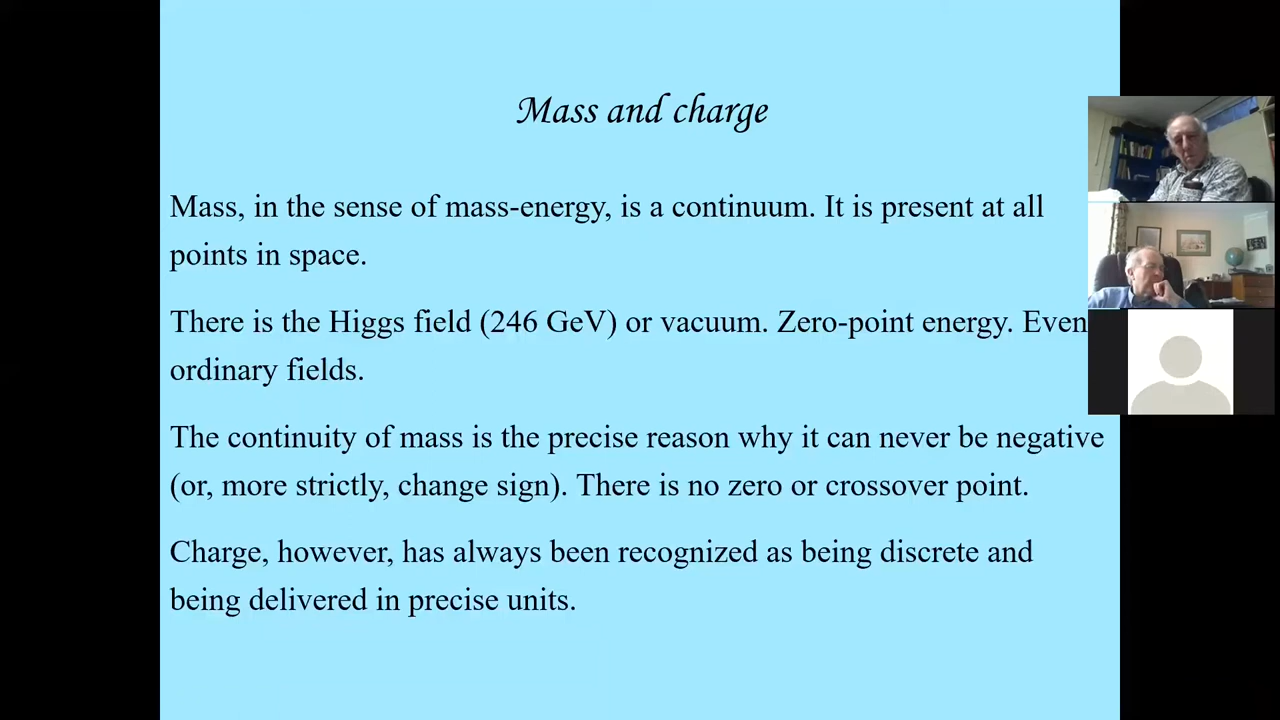 Mass and charge
Mass, in the sense of mass-energy, is a continuum. It is present at all
points in space.
There is the Higgs field (246 GeV) or vacuum. Zero-point energy. Even
ordinary fields.
The continuity of mass is the precise reason why it can never be negative
(or, more strictly, change sign). There is no zero or crossover point.
Charge, however, has always been recognized as being discrete and
being delivered in precise units.